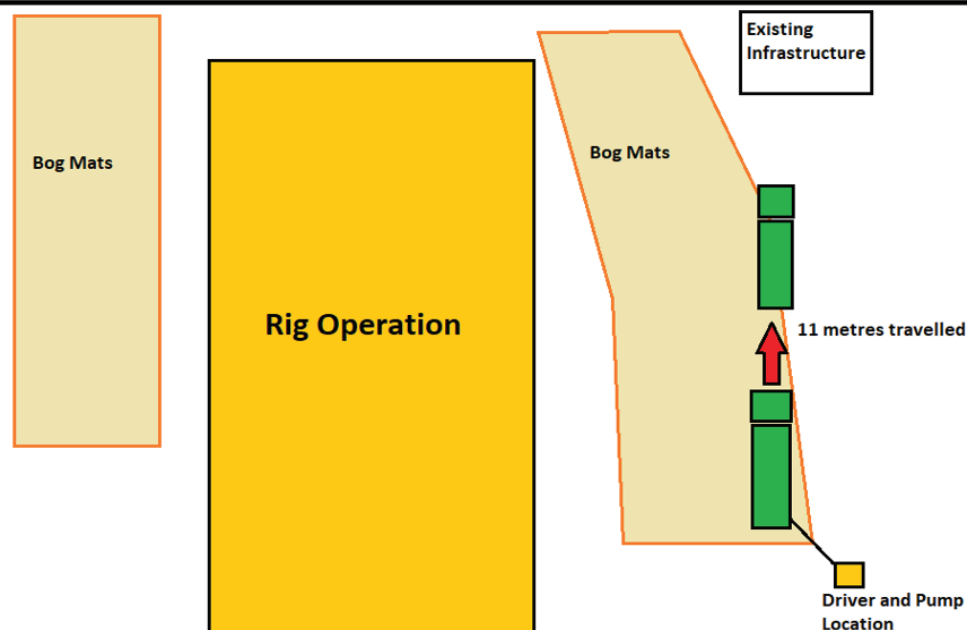 Existing
Infrastructure
Bog Mats
Bog Mats
Rig Operation
11 metres travelled
Driver and Pump
Location